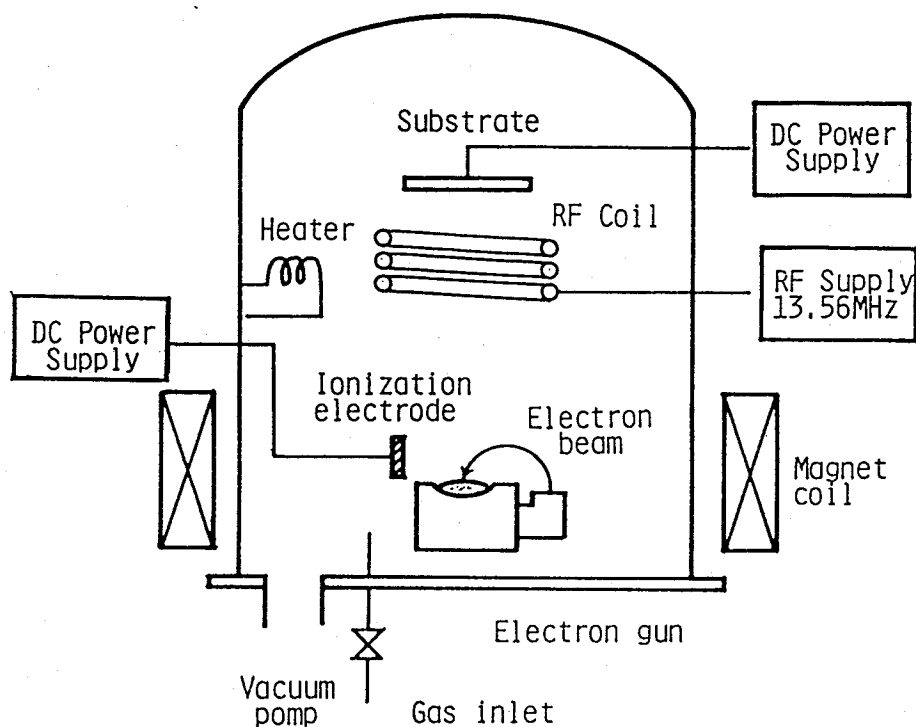 Substrate
DC Power
Supply
RF Coil
Heater
RF Supply
13.56MHz
DC Power
Supply
Ionization
electrode
Electron
beam
Magnet
coil
Electron gun
Vacuum
pump
Gas inlet